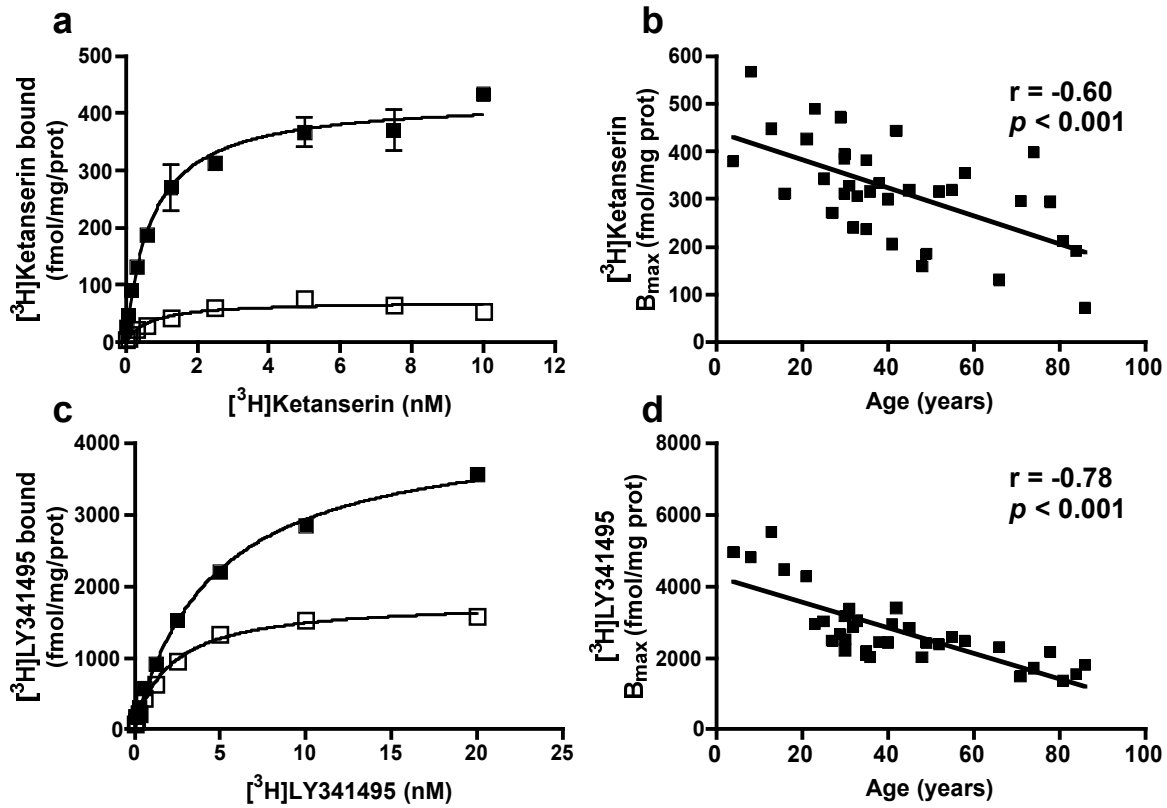 a
[³H]Ketanserin bound
(fmol/mg/prot)
500
400
300
200
100
0
0 2 4 6 8 10 12
[³H]Ketanserin (nM)
b
[³H]Ketanserin
Bmax (fmol/mg prot)
600
500
400
300
200
100
0
r = -0.60
p < 0.001
0 20 40 60 80 100
Age (years)
c
[³H]LY341495 bound
(fmol/mg/prot)
4000
3000
2000
1000
0
0 5 10 15 20 25
[³H]LY341495 (nM)
d
[³H]LY341495
Bmax (fmol/mg prot)
8000
6000
4000
2000
0
r = -0.78
p < 0.001
0 20 40 60 80 100
Age (years)